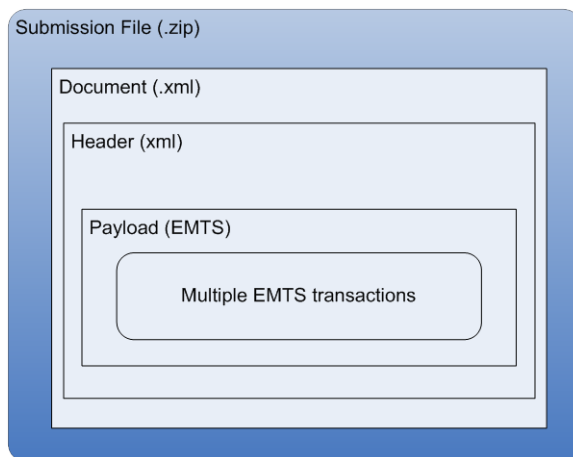 Submission File (.zip)
Document (.xml)
Header (xml)
Payload (EMTS)
Multiple EMTS transactions